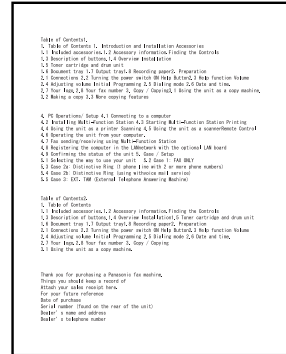 Table of Contents1.
1. Table of Contents 1. Introduction and Installation Accessories
1.1 Included accessories.1.2 Accessory information.Finding the Controls
1.3 Description of buttons,1.4 Overview Installation
1.5 Toner cartridge and drum unit
1.6 Document tray 1.7 Output tray1.8 Recording paper2. Preparation
2.1 Connections 2.2 Turning the power switch ON Help Button2.3 Help function Volume
2.4 Adjusting volume Initial Programming 2.5 Dialing mode 2.6 Date and time.
2.7 Your logo,2.8 Your fax number 3. Copy / Copying3.1 Using the unit as a copy machine.
3.2 Making a copy 3.3 More copying features
4. PC Operations/ Setup 4.1 Connecting to a computer
4.2 Installing Multi-Function Station 4.3 Starting Multi-Function Station Printing
4.4 Using the unit as a printer Scanning 4.5 Using the unit as a scannerRemote Control
4.6 Operating the unit from your computer.
4.7 Fax sending/receiving using Multi-Function Station
4.8 Registering the computer in the LANnetwork with the optional LAN board
4.9 Confirming the status of the unit 5. Case / Setup
5.1 Selecting the way to use your unit . 5.2 Case 1: FAX ONLY
5.3 Case 2a: Distinctive Ring (1 phone line with 2 or more phone numbers)
5.4 Case 2b: Distinctive Ring (using withvoice mail service)
5.5 Case 3: EXT. TAM (External Telephone Answering Machine)
Table of Contents2.
1. Table of Contents
1.1 Included accessories.1.2 Accessory information.Finding the Controls
1.3 Description of buttons,1.4 Overview Installation1.5 Toner cartridge and drum unit
1.6 Document tray 1.7 Output tray1.8 Recording paper2. Preparation
2.1 Connections 2.2 Turning the power switch ON Help Button2.3 Help function Volume
2.4 Adjusting volume Initial Programming 2.5 Dialing mode 2.6 Date and time.
2.7 Your logo,2.8 Your fax number 3. Copy / Copying
3.1 Using the unit as a copy machine.
Thank you for purchasing a Panasonic fax machine.
Things you should keep a record of
Attach your sales receipt here.
For your future reference
Date of purchase
Serial number (found on the rear of the unit)
Dealer's name and address
Dealer's telephone number